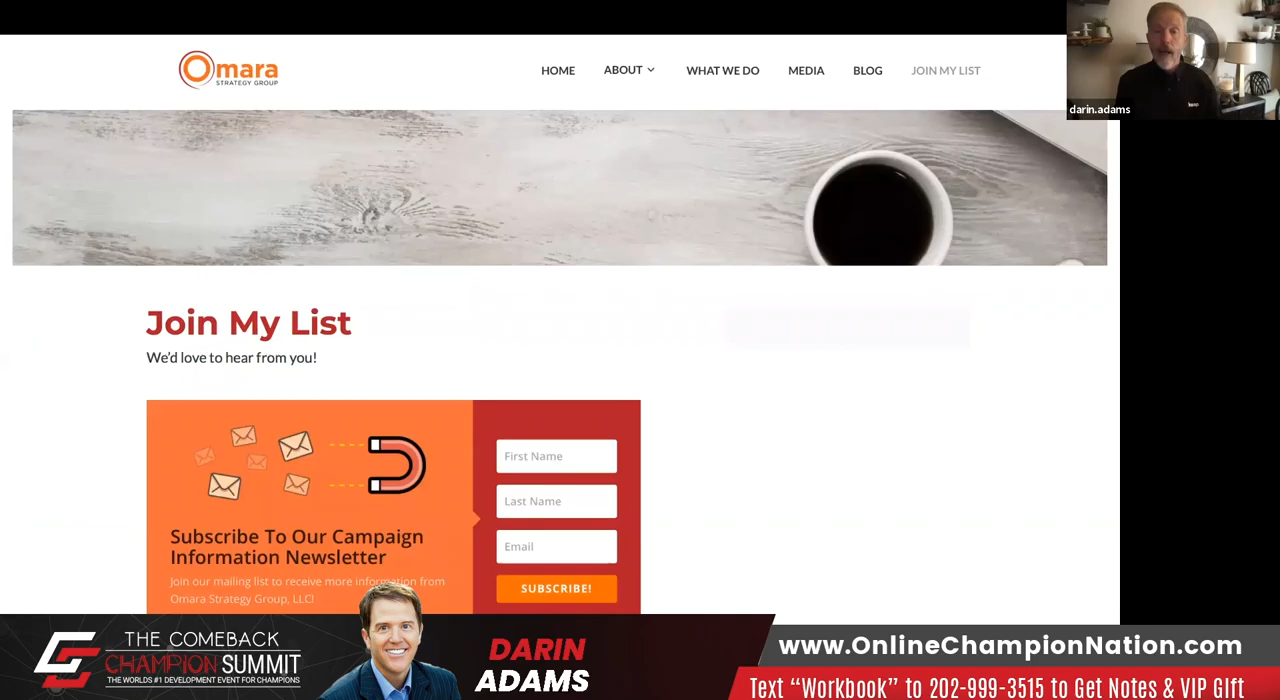 Omara
STRATEGY GROUP
HOME
ABOUT
WHAT WE DO
MEDIA
BLOG
JOIN MY LIST
darin.adams
Join My List
We'd love to hear from you!
First Name
Last Name
Email
SUBSCRIBE!
Subscribe To Our Campaign
Information Newsletter
Join our mailing list to receive more information from
Omara Strategy Group, LLC!
THE COMEBACK
CHAMPION SUMMIT
THE WORLDS #1 DEVELOPMENT EVENT FOR CHAMPIONS
DARIN
ADAMS
www.OnlineChampionNation.com
Text “Workbook” to 202-999-3515 to Get Notes & VIP GIft